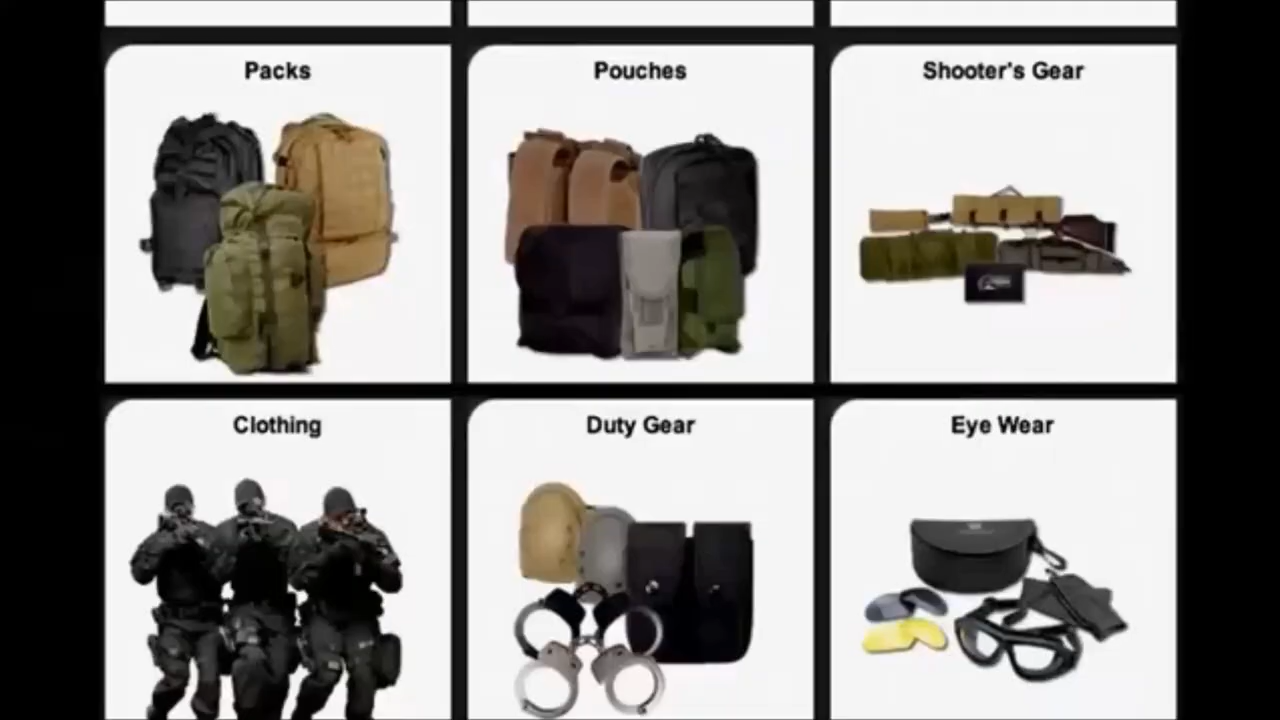 Packs
Pouches
Shooter's Gear
Clothing
Duty Gear
Eye Wear